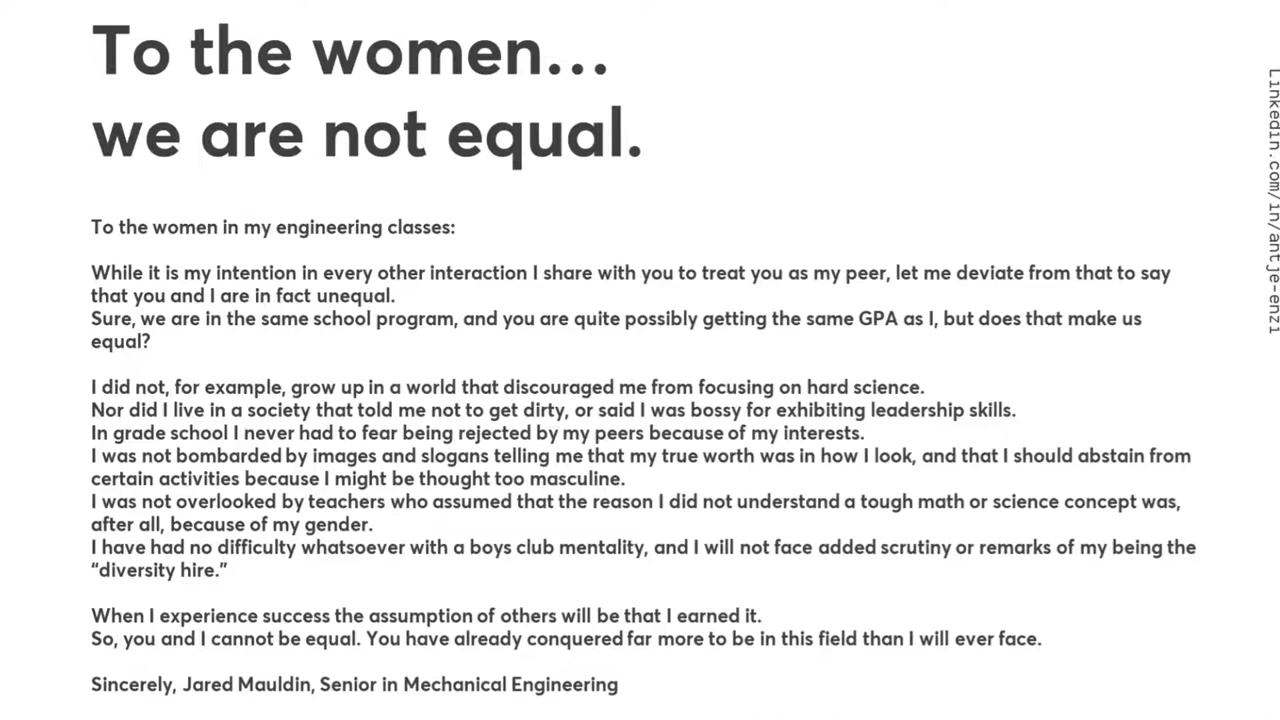 To the women…
we are not equal.
To the women in my engineering classes:
While it is my intention in every other interaction I share with you to treat you as my peer, let me deviate from that to say
that you and I are in fact unequal.
Sure, we are in the same school program, and you are quite possibly getting the same GPA as I, but does that make us
equal?
I did not, for example, grow up in a world that discouraged me from focusing on hard science.
Nor did I live in a society that told me not to get dirty, or said I was bossy for exhibiting leadership skills.
In grade school I never had to fear being rejected by my peers because of my interests.
I was not bombarded by images and slogans telling me that my true worth was in how I look, and that I should abstain from
certain activities because I might be thought too masculine.
I was not overlooked by teachers who assumed that the reason I did not understand a tough math or science concept was,
after all, because of my gender.
I have had no difficulty whatsoever with a boys club mentality, and I will not face added scrutiny or remarks of my being the
“diversity hire.”
When I experience success the assumption of others will be that I earned it.
So, you and I cannot be equal. You have already conquered far more to be in this field than I will ever face.
Sincerely, Jared Mauldin, Senior in Mechanical Engineering
Linkedin.com/in/antje-enzi